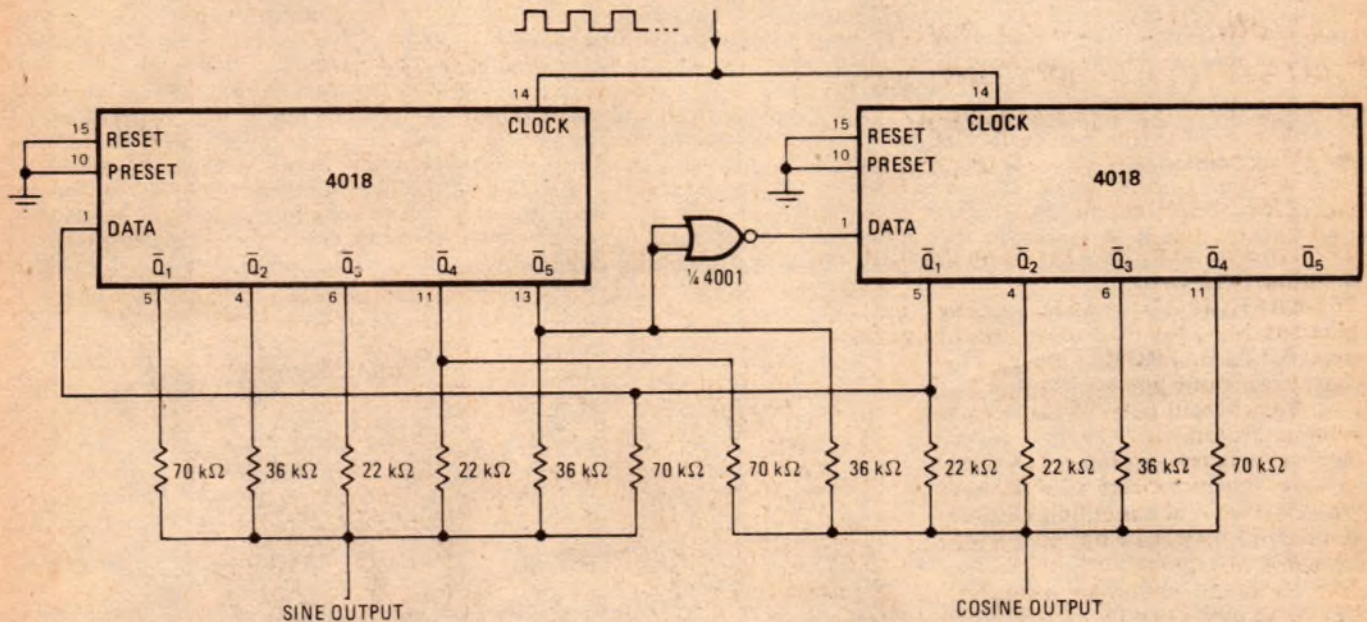 14
14
CLOCK
CLOCK
15
RESET
15
RESET
10
PRESET
10
PRESET
4018
4018
1
DATA
1
DATA
Q̅1 Q̅2 Q̅3 Q̅4 Q̅5
Q̅1 Q̅2 Q̅3 Q̅4 Q̅5
¼ 4001
5 4 6 11 13
5 4 6 11
70 kΩ 36 kΩ 22 kΩ 22 kΩ 36 kΩ 70 kΩ 70 kΩ 36 kΩ 22 kΩ 22 kΩ 36 kΩ 70 kΩ
SINE OUTPUT
COSINE OUTPUT